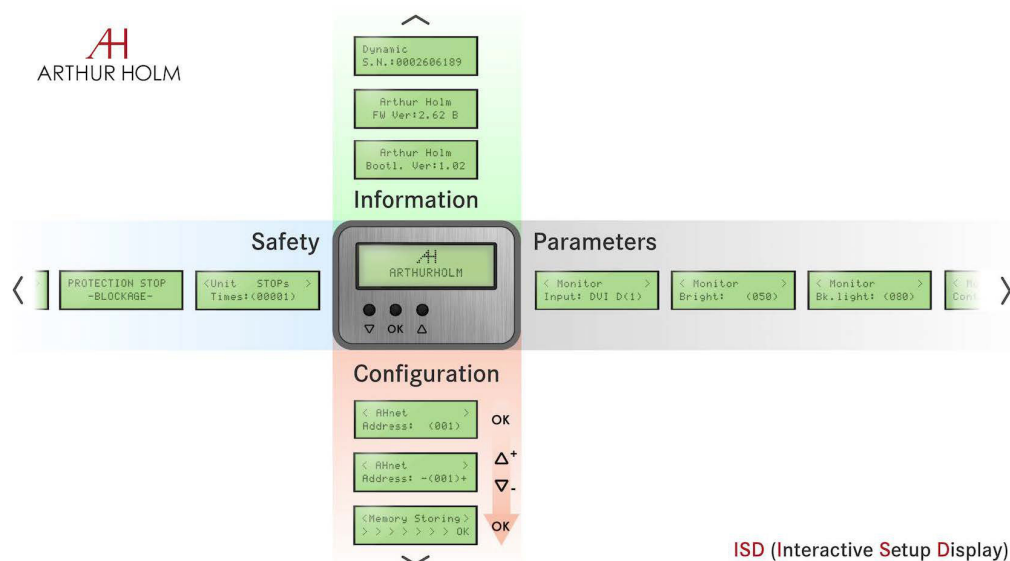 AH
ARTHUR HOLM
Dynamic
S.N.:0002606189
Arthur Holm
FW Ver:2.62 B
Arthur Holm
Bootl. Ver:1.02
Information
Safety
PROTECTION STOP
-BLOCKAGE-
<Unit STOPs >
Times:(00001)
AH
ARTHURHOLM
▽ OK △
Parameters
< Monitor >
Input: DVI D(1)
< Monitor >
Bright: (050)
< Monitor >
Bk.light: (080)
Configuration
< AHnet >
Address: (001)
OK
< AHnet >
Address: -(001)+
△+
▽-
<Memory Storing>
> > > > > > > OK
OK
ISD (Interactive Setup Display)